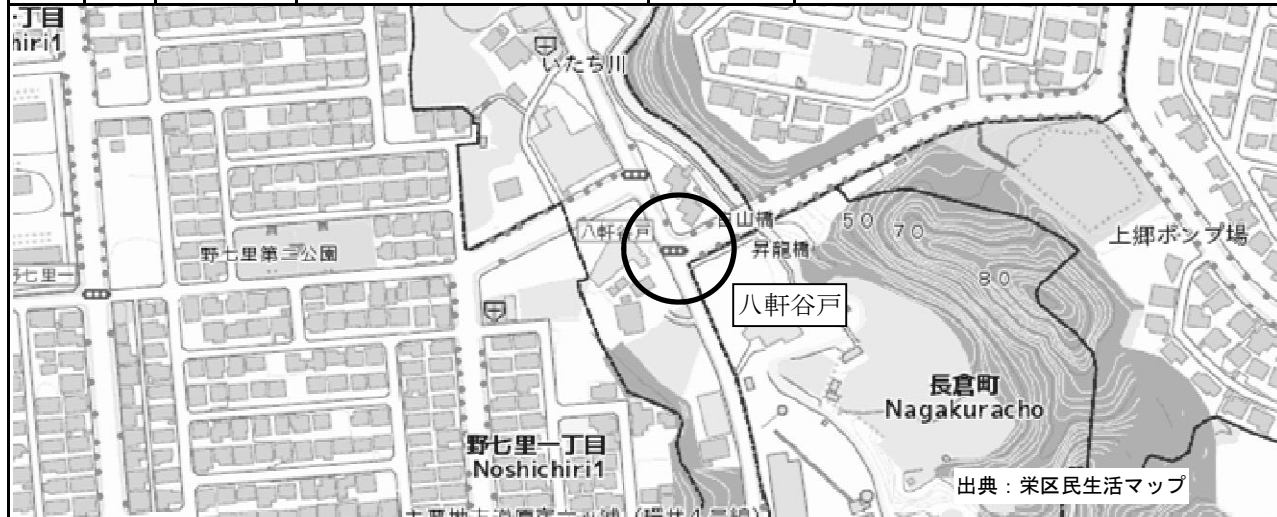 丁目
hiri1
いたち川
八軒谷戸
白山橋
昇龍橋
50
70
80
上郷ポンプ場
野七里第二公園
野七里一
八軒谷戸
長倉町
Nagakuracho
野七里一丁目
Noshichiri1
出典：栄区民生活マップ